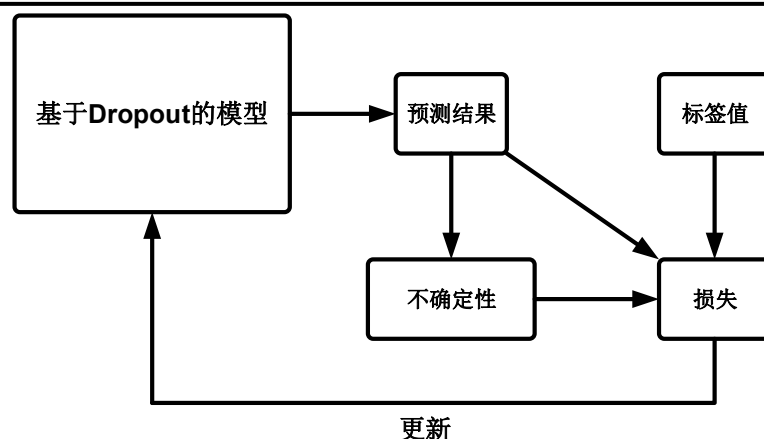 基于Dropout的模型
预测结果
标签值
不确定性
损失
更新